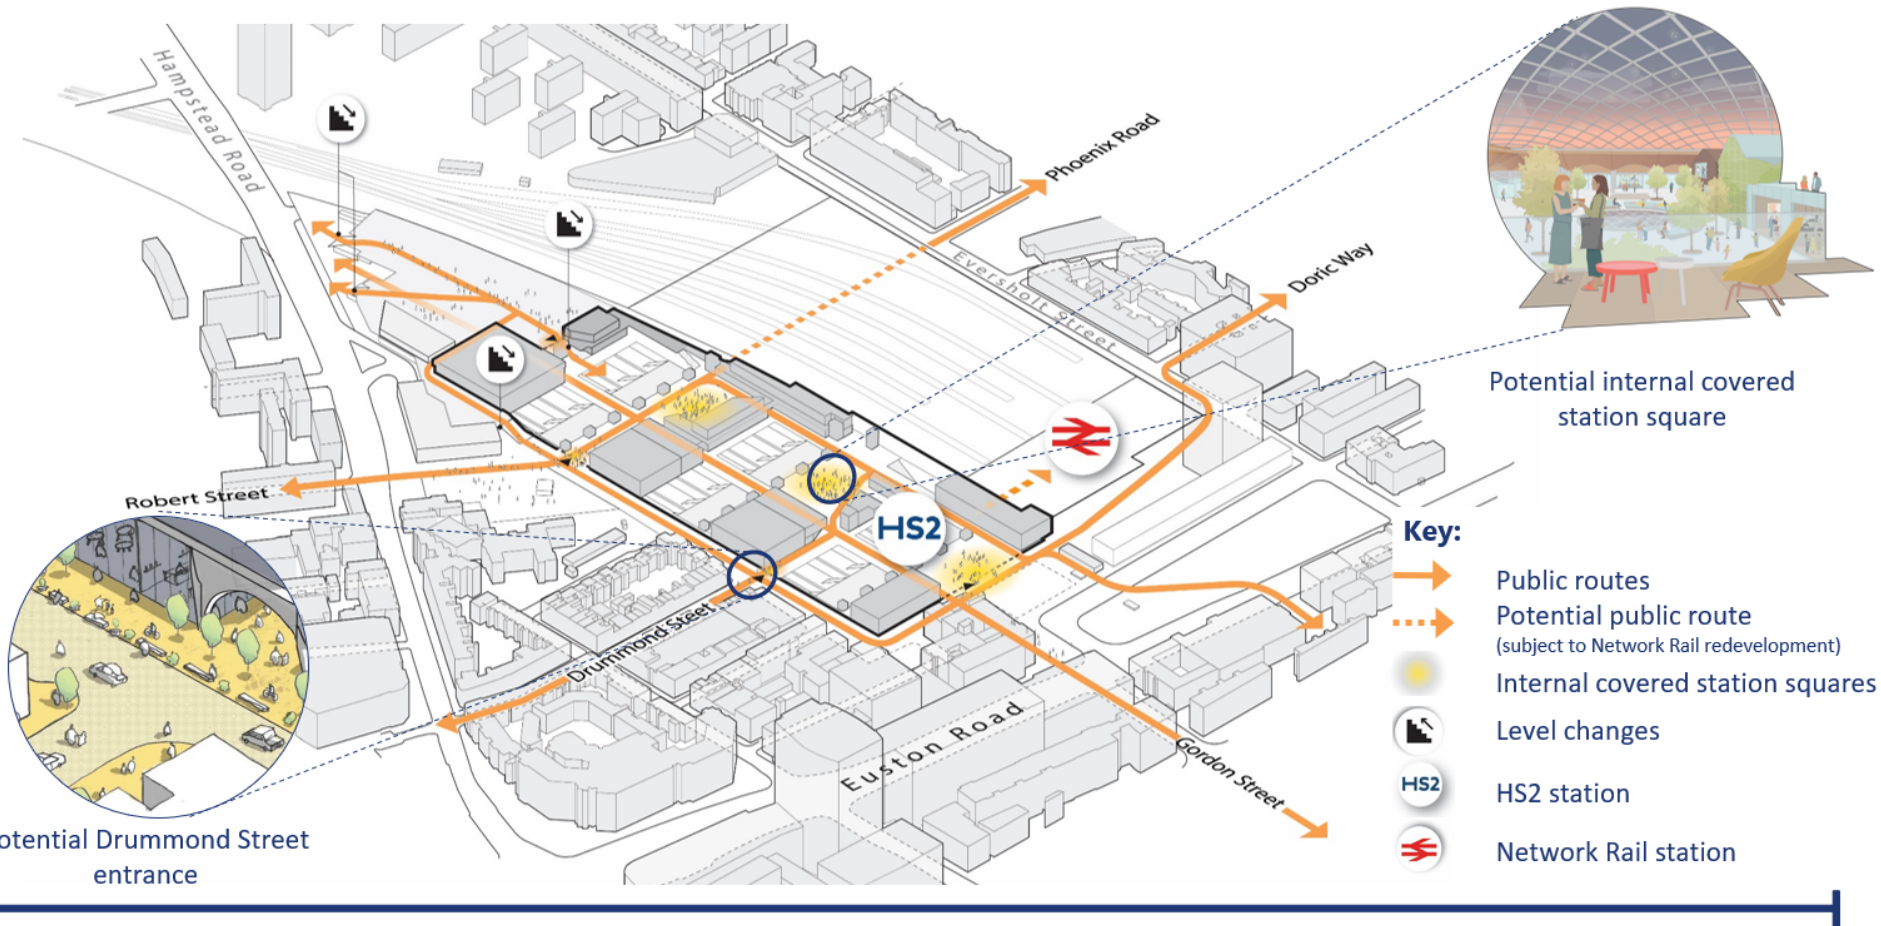 Hampstead Road
Phoenix Road
Doric Way
Eversholt Street
Potential internal covered
station square
Robert Street
HS2
Key:
Public routes
Potential public route
(subject to Network Rail redevelopment)
Internal covered station squares
Level changes
HS2
HS2 station
Network Rail station
Drummond Street
Euston Road
Gordon Street
otential Drummond Street
entrance